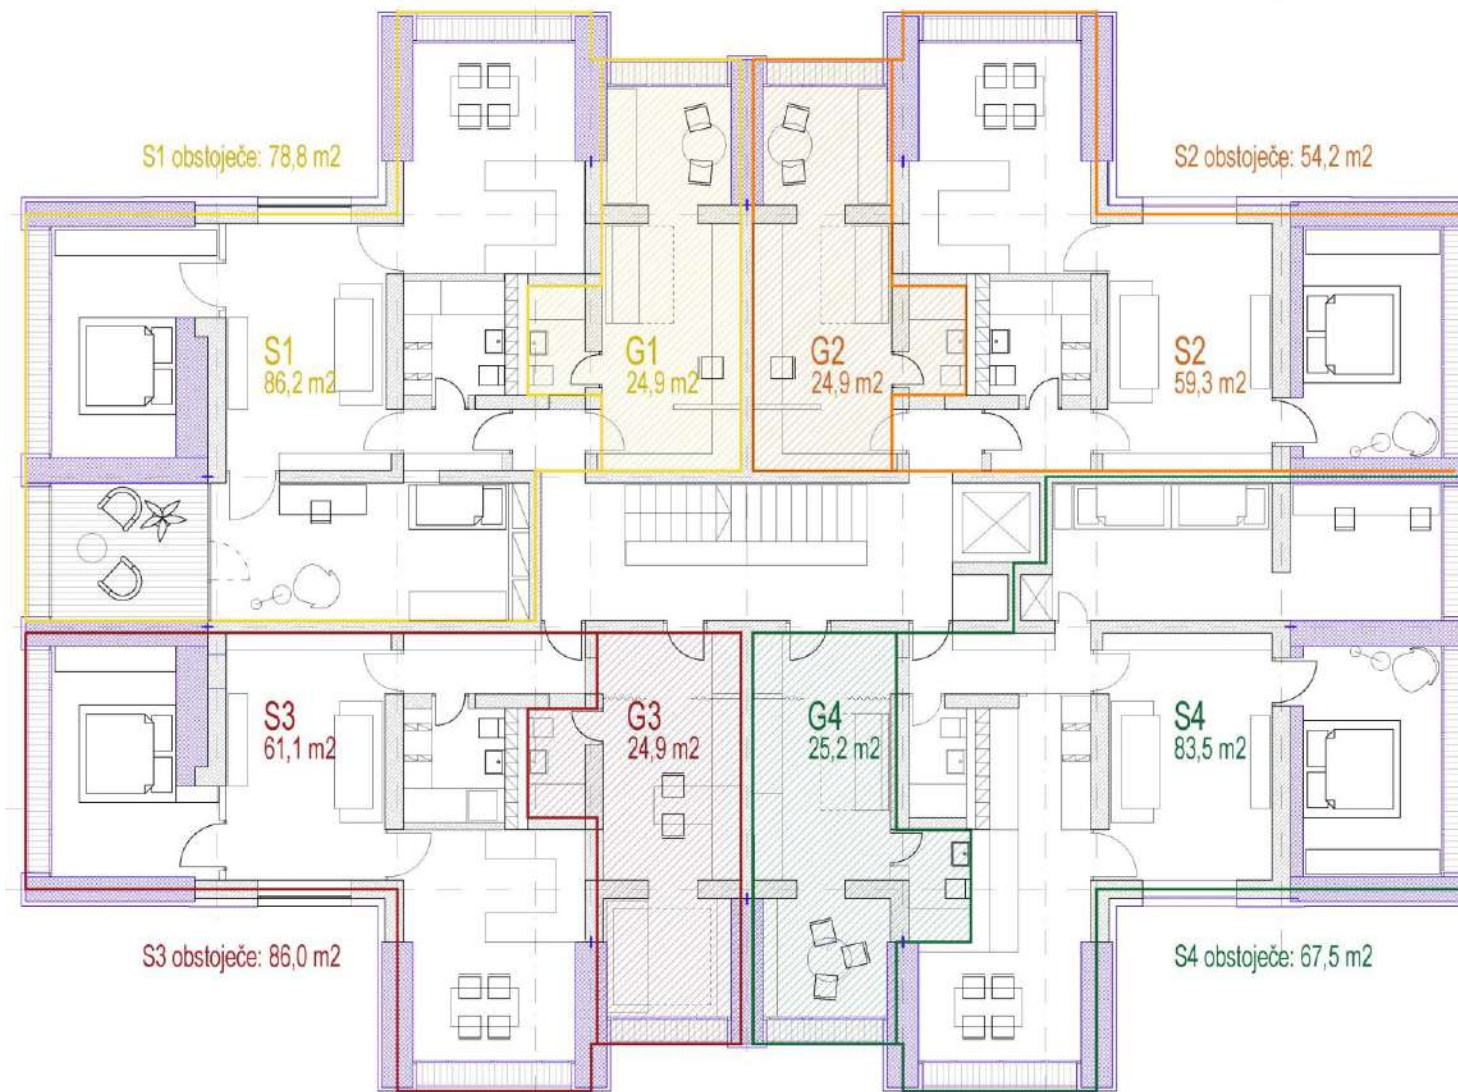 S1 obstoječe: 78,8 m2
S2 obstoječe: 54,2 m2
S1
86,2 m2
G1
24,9 m2
G2
24,9 m2
S2
59,3 m2
S3
61,1 m2
G3
24,9 m2
G4
25,2 m2
S4
83,5 m2
S3 obstoječe: 86,0 m2
S4 obstoječe: 67,5 m2